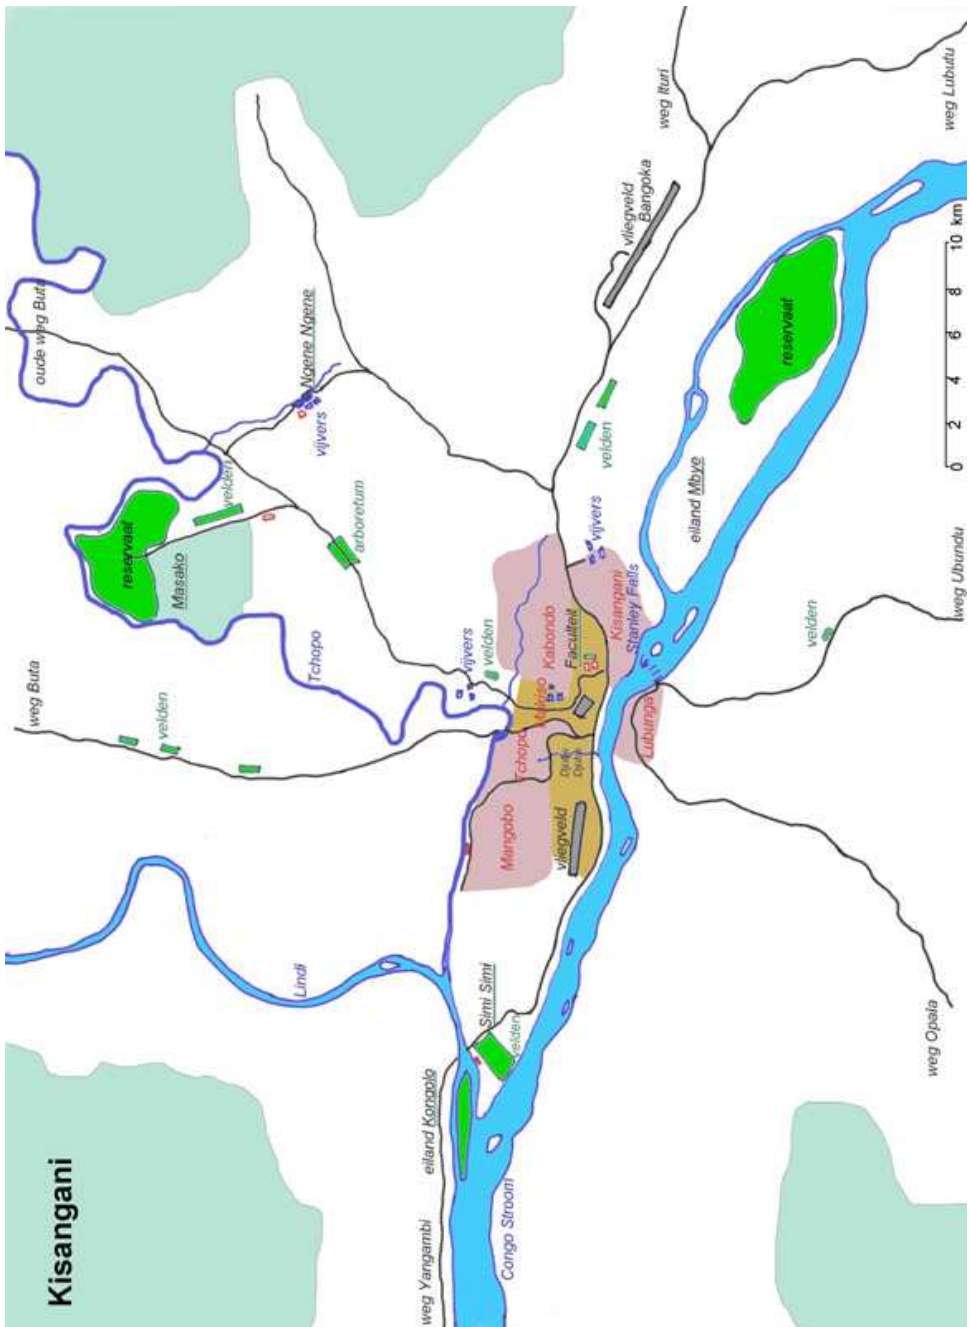 Kisangani
weg Yangambi
eiland Kongolo
Congo Stroom
Simi Simi
velden
Lindi
weg Opala
weg Buta
velden
Tchopo
Mangobo
Tchopo
vliegveld
Djubu
Djubu
Makiso
Kabondo
Faculteit
Kisangani
Stanley Falls
Lubunga
vijvers
velden
vijvers
reservaat
Masako
velden
arboretum
oude weg Buta
Ngene Ngene
vijvers
velden
vliegveld
Bangoka
weg Ituri
weg Lubutu
eiland Mbye
reservaat
velden
weg Ubundu
0 2 4 6 8 10 km